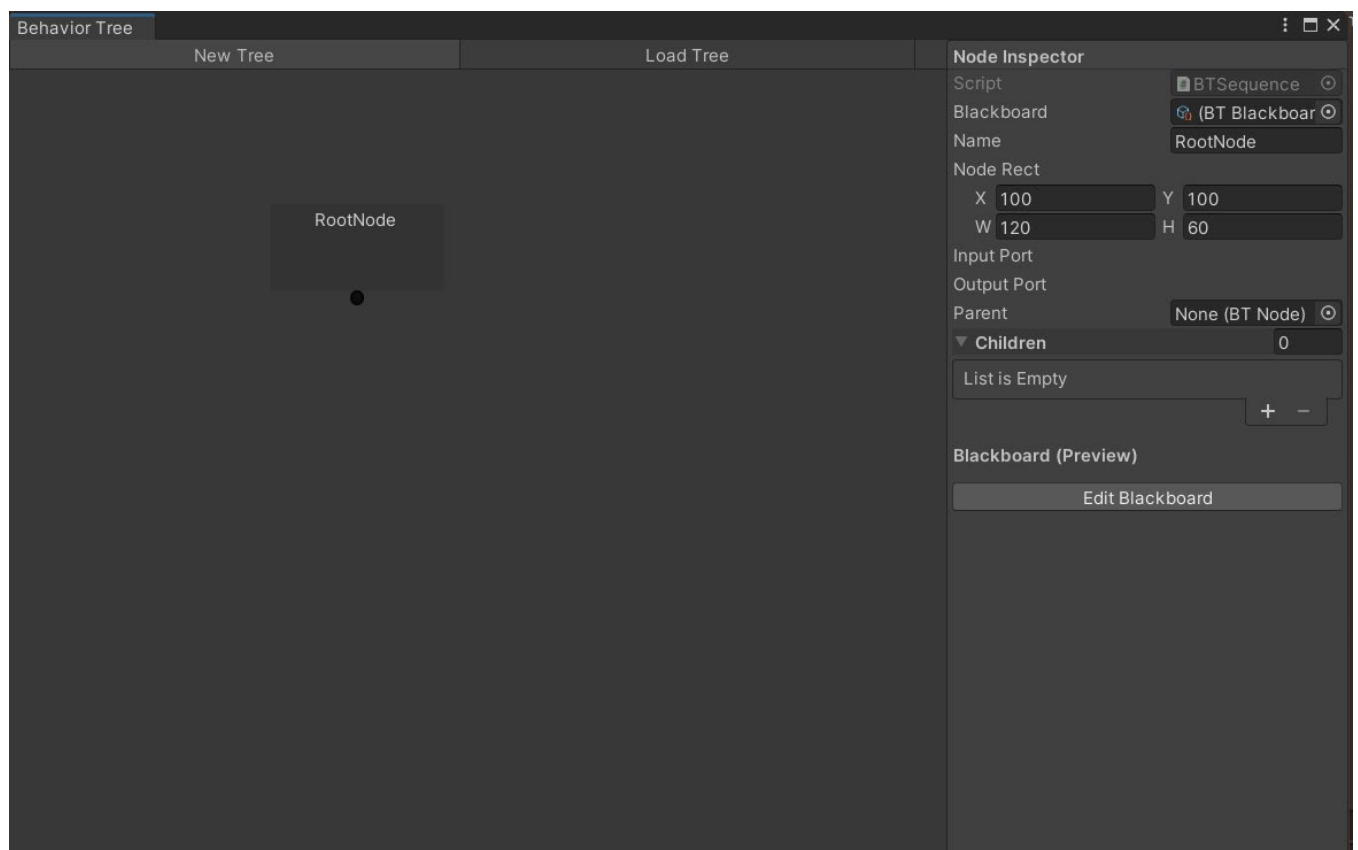 Behavior Tree
New Tree
Load Tree
RootNode
Node Inspector
Script BTSequence
Blackboard (BT Blackboar
Name RootNode
Node Rect
X 100 Y 100
W 120 H 60
Input Port
Output Port
Parent None (BT Node)
Children 0
List is Empty
+ −
Blackboard (Preview)
Edit Blackboard